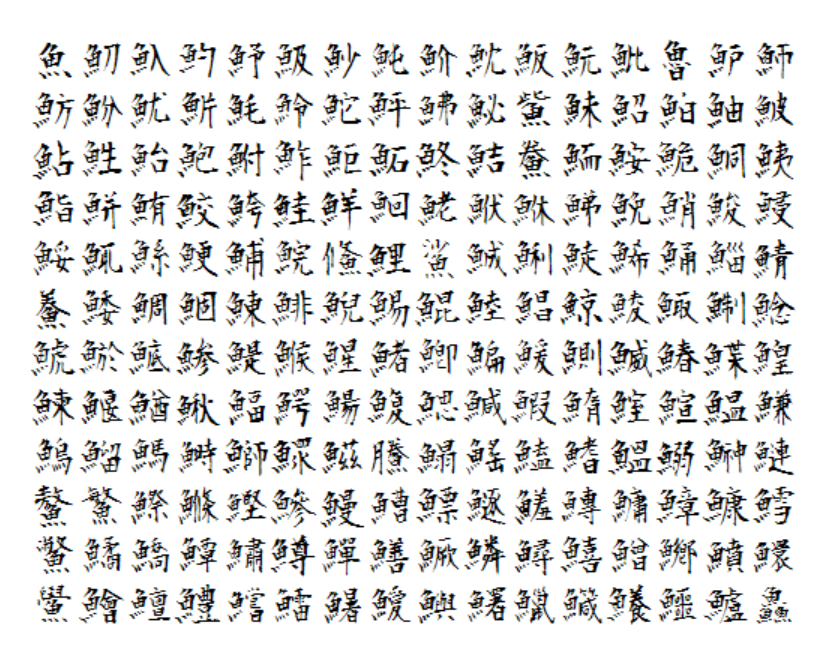 魚魛魞魡魣魥魦魨魪魫魬魭魮魯魲魳
魴魵魷魸魹魿鮀鮃鮄鮅鮆鮇鮉鮊鮋鮍
鮎鮏鮐鮑鮒鮓鮔鮖鮗鮚鮝鮞鮟鮠鮦鮧
鮨鮩鮪鮫鮬鮭鮮鮰鮱鮲鮴鮷鮸鮹鮻鮼
鮾鮿鯀鯁鯆鯇鯈鯉鯊鯎鯏鯐鯑鯒鯔鯖
鯗鯘鯛鯝鯟鯡鯢鯣鯤鯥鯧鯨鯪鯫鯯鯰
鯱鯲鯳鯵鯷鯸鯹鯺鯽鯿鰀鰂鰄鰆鰈鰉
鰊鰋鰌鰍鰏鰐鰑鰒鰓鰔鰕鰖鰘鰚鰛鰜
鰞鰡鰢鰣鰤鰥鰦鰧鰨鰩鰪鰭鰮鰯鰰鰱
鰲鰵鰶鰷鰹鰺鰻鰽鰾鱁鱃鱄鱅鱆鱇鱈
鱉鱊鱎鱏鱐鱒鱓鱔鱖鱗鱘鱚鱛鱜鱝鱞
鱟鱠鱣鱧鱨鱩鱪鱫鱮鱰鱲鱵鱶鱷鱸鱻